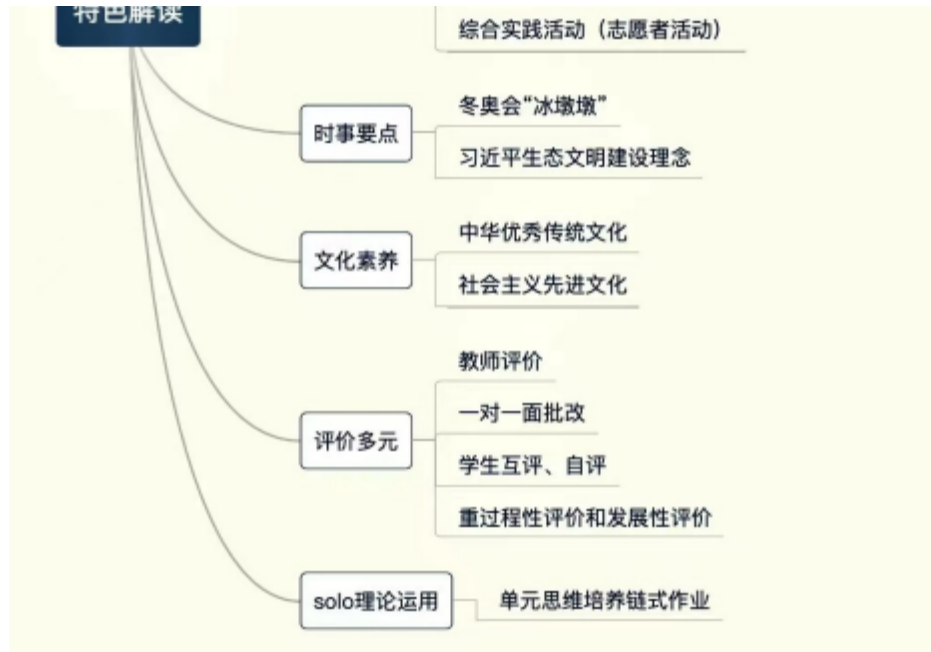 特色解读
综合实践活动（志愿者活动）
时事要点
冬奥会“冰墩墩”
习近平生态文明建设理念
文化素养
中华优秀传统文化
社会主义先进文化
评价多元
教师评价
一对一面批改
学生互评、自评
重过程性评价和发展性评价
solo理论运用
单元思维培养链式作业